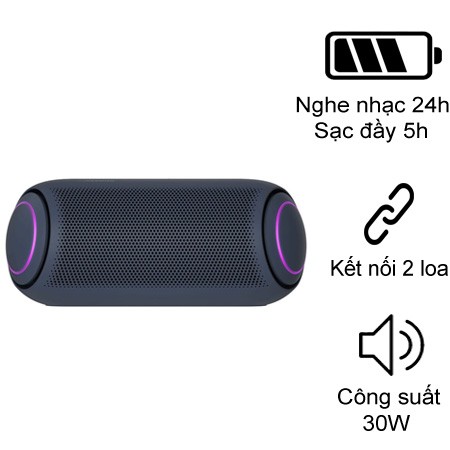 Nghe nhạc 24h
Sạc đầy 5h
Kết nối 2 loa
Công suất
30W